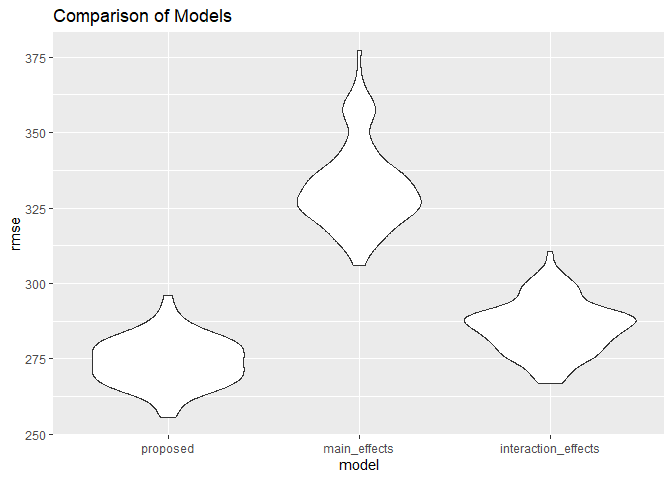 Comparison of Models
375
350
325
300
275
250
rmse
proposed main_effects interaction_effects
model